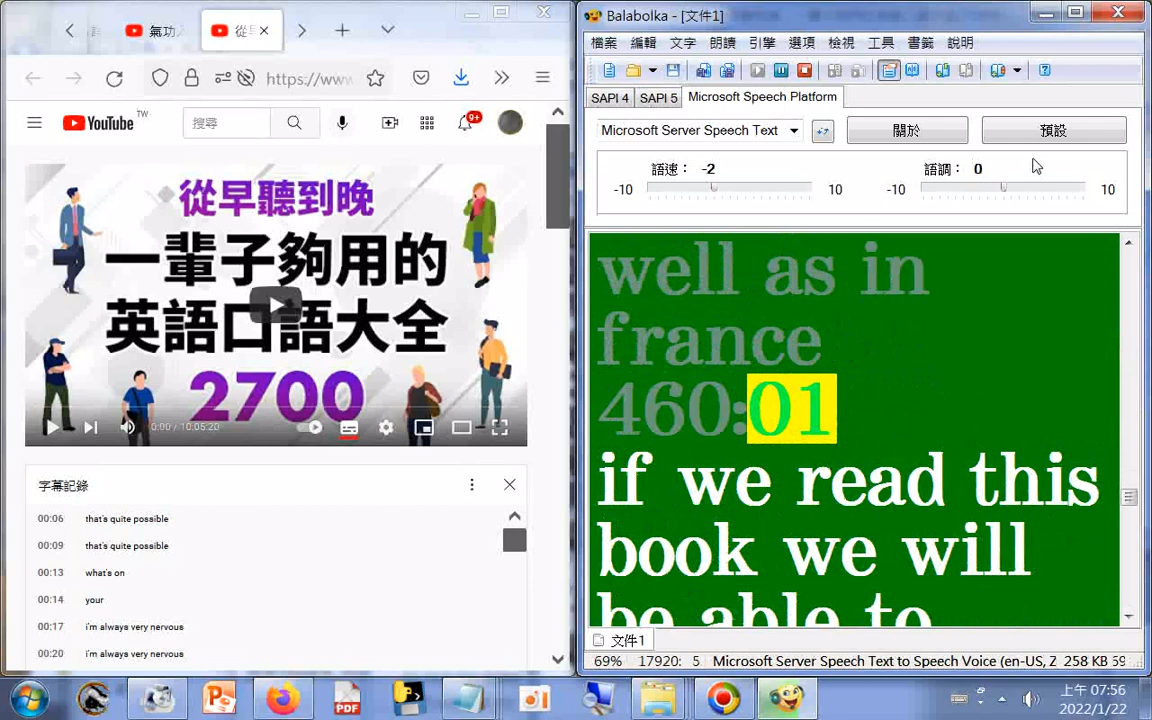 氣功
從
https://www
YouTube TW
搜尋
9+
從早聽到晚
一輩子夠用的
英語口語大全
2700
0:00 / 10:05:20
字幕記錄
00:06 that's quite possible
00:09 that's quite possible
00:13 what's on
00:14 your
00:17 i'm always very nervous
00:20 i'm always very nervous
Balabolka - [文件1]
檔案 編輯 文字 朗讀 引擎 選項 檢視 工具 書籤 說明
SAPI 4 SAPI 5 Microsoft Speech Platform
Microsoft Server Speech Text 關於 預設
語速： -2 語調： 0
-10 10 -10 10
well as in
france
460:01
if we read this
book we will
be able to
文件1
69% 17920: 5 Microsoft Server Speech Text to Speech Voice (en-US, Z 258 KB
PDF
上午 07:56
2022/1/22